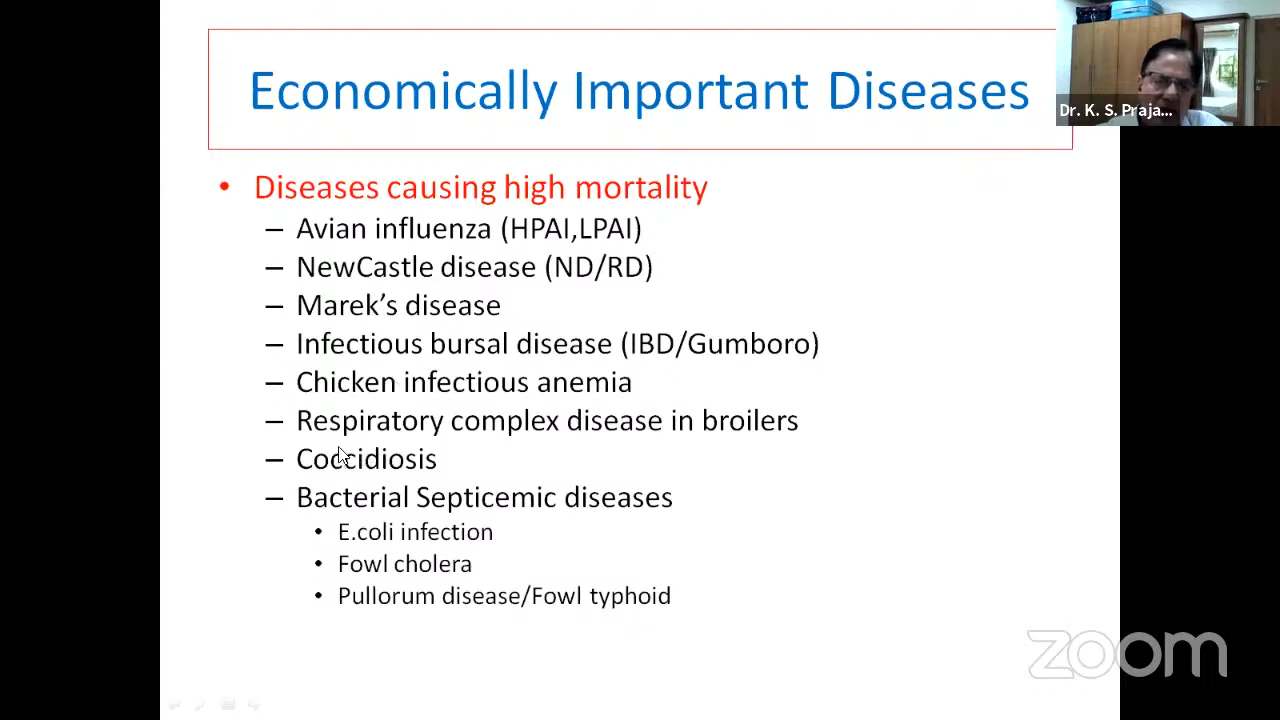 Economically Important Diseases
Dr. K. S. Praja...
• Diseases causing high mortality
– Avian influenza (HPAI,LPAI)
– NewCastle disease (ND/RD)
– Marek’s disease
– Infectious bursal disease (IBD/Gumboro)
– Chicken infectious anemia
– Respiratory complex disease in broilers
– Coccidiosis
– Bacterial Septicemic diseases
• E.coli infection
• Fowl cholera
• Pullorum disease/Fowl typhoid
zoom